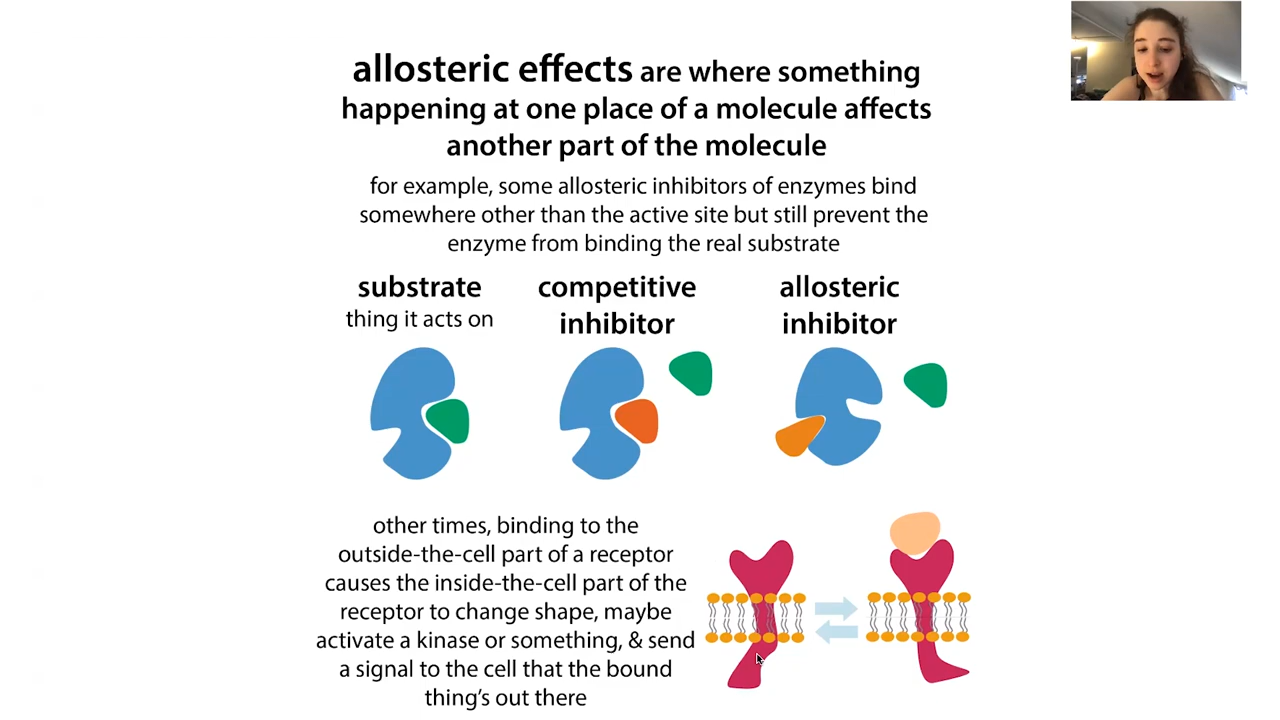 allosteric effects are where something
happening at one place of a molecule affects
another part of the molecule
for example, some allosteric inhibitors of enzymes bind
somewhere other than the active site but still prevent the
enzyme from binding the real substrate
substrate
thing it acts on
competitive
inhibitor
allosteric
inhibitor
other times, binding to the
outside-the-cell part of a receptor
causes the inside-the-cell part of the
receptor to change shape, maybe
activate a kinase or something, & send
a signal to the cell that the bound
thing's out there